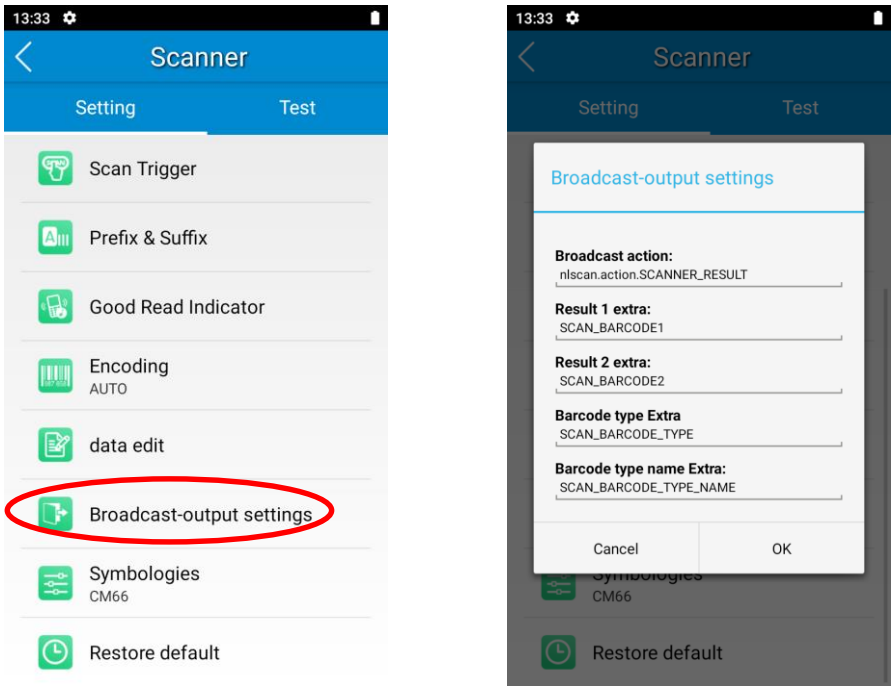 13:33
Scanner
Setting Test
Scan Trigger
Prefix & Suffix
Good Read Indicator
Encoding
AUTO
data edit
Broadcast-output settings
Symbologies
CM66
Restore default
13:33
Scanner
Setting Test
Broadcast-output settings
Broadcast action:
nlscan.action.SCANNER_RESULT
Result 1 extra:
SCAN_BARCODE1
Result 2 extra:
SCAN_BARCODE2
Barcode type Extra
SCAN_BARCODE_TYPE
Barcode type name Extra:
SCAN_BARCODE_TYPE_NAME
Cancel OK
Symbologies
CM66
Restore default